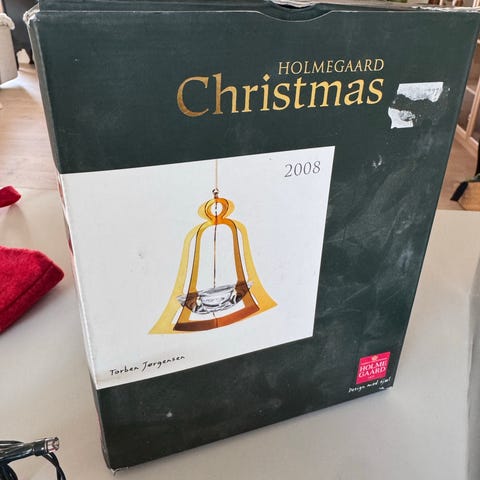 HOLMEGAARD
Christmas
2008
Torben Jørgensen
HOLME
GAARD
Design med sjæl